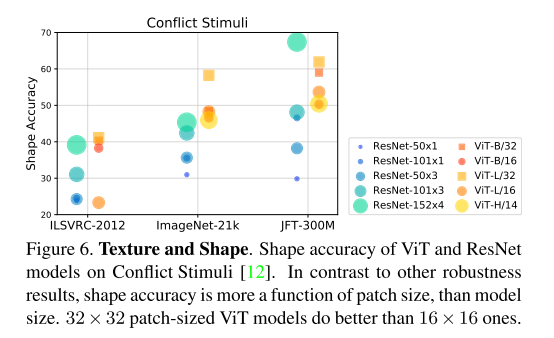 Conflict Stimuli
70
60
50
40
30
20
Shape Accuracy
ILSVRC-2012 ImageNet-21k JFT-300M
ResNet-50x1 ViT-B/32
ResNet-101x1 ViT-B/16
ResNet-50x3 ViT-L/32
ResNet-101x3 ViT-L/16
ResNet-152x4 ViT-H/14
Figure 6. Texture and Shape. Shape accuracy of ViT and ResNet
models on Conflict Stimuli [12]. In contrast to other robustness
results, shape accuracy is more a function of patch size, than model
size. 32 × 32 patch-sized ViT models do better than 16 × 16 ones.